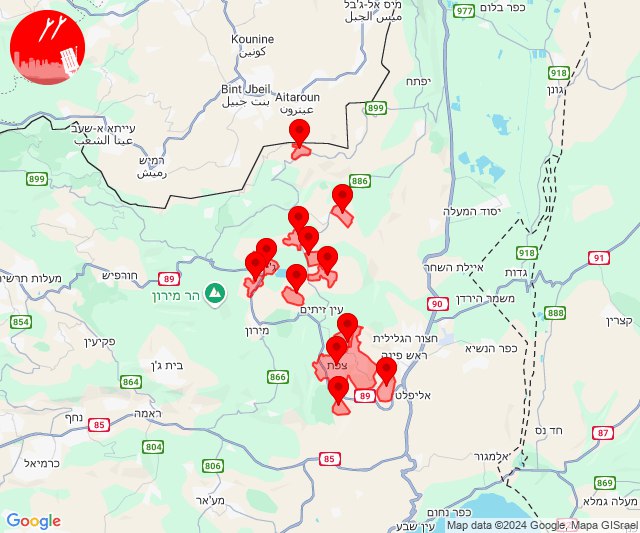 מיס אל-ג'בל
ميس الجبل
כפר בלום
977
Kounine
كونين
918
גונן
Bint Jbeil
بنت جبيل
Aitaroun
عيترون
יפתח
899
עייתא א-שעב
عيتا الشعب
רמיש
رميش
899
886
יסוד המעלה
918
91
איילת השחר
גדות
חורפיש
89
מעלות תרשיחא
הר מירון
90
משמר הירדן
888
קצרין
עין זיתים
854
מירון
חצור הגלילית
כפר הנשיא
פקיעין
ראש פינה
בית ג'ן
צפת
866
864
89
אליפלט
ראמה
נחף
85
87
חד נס
804
כרמיאל
85
806
אלמגור
869
מע'אר
מעלה גמלא
כפר נחום
עין שבע
Google
Map data ©2024 Google, Mapa GISrael